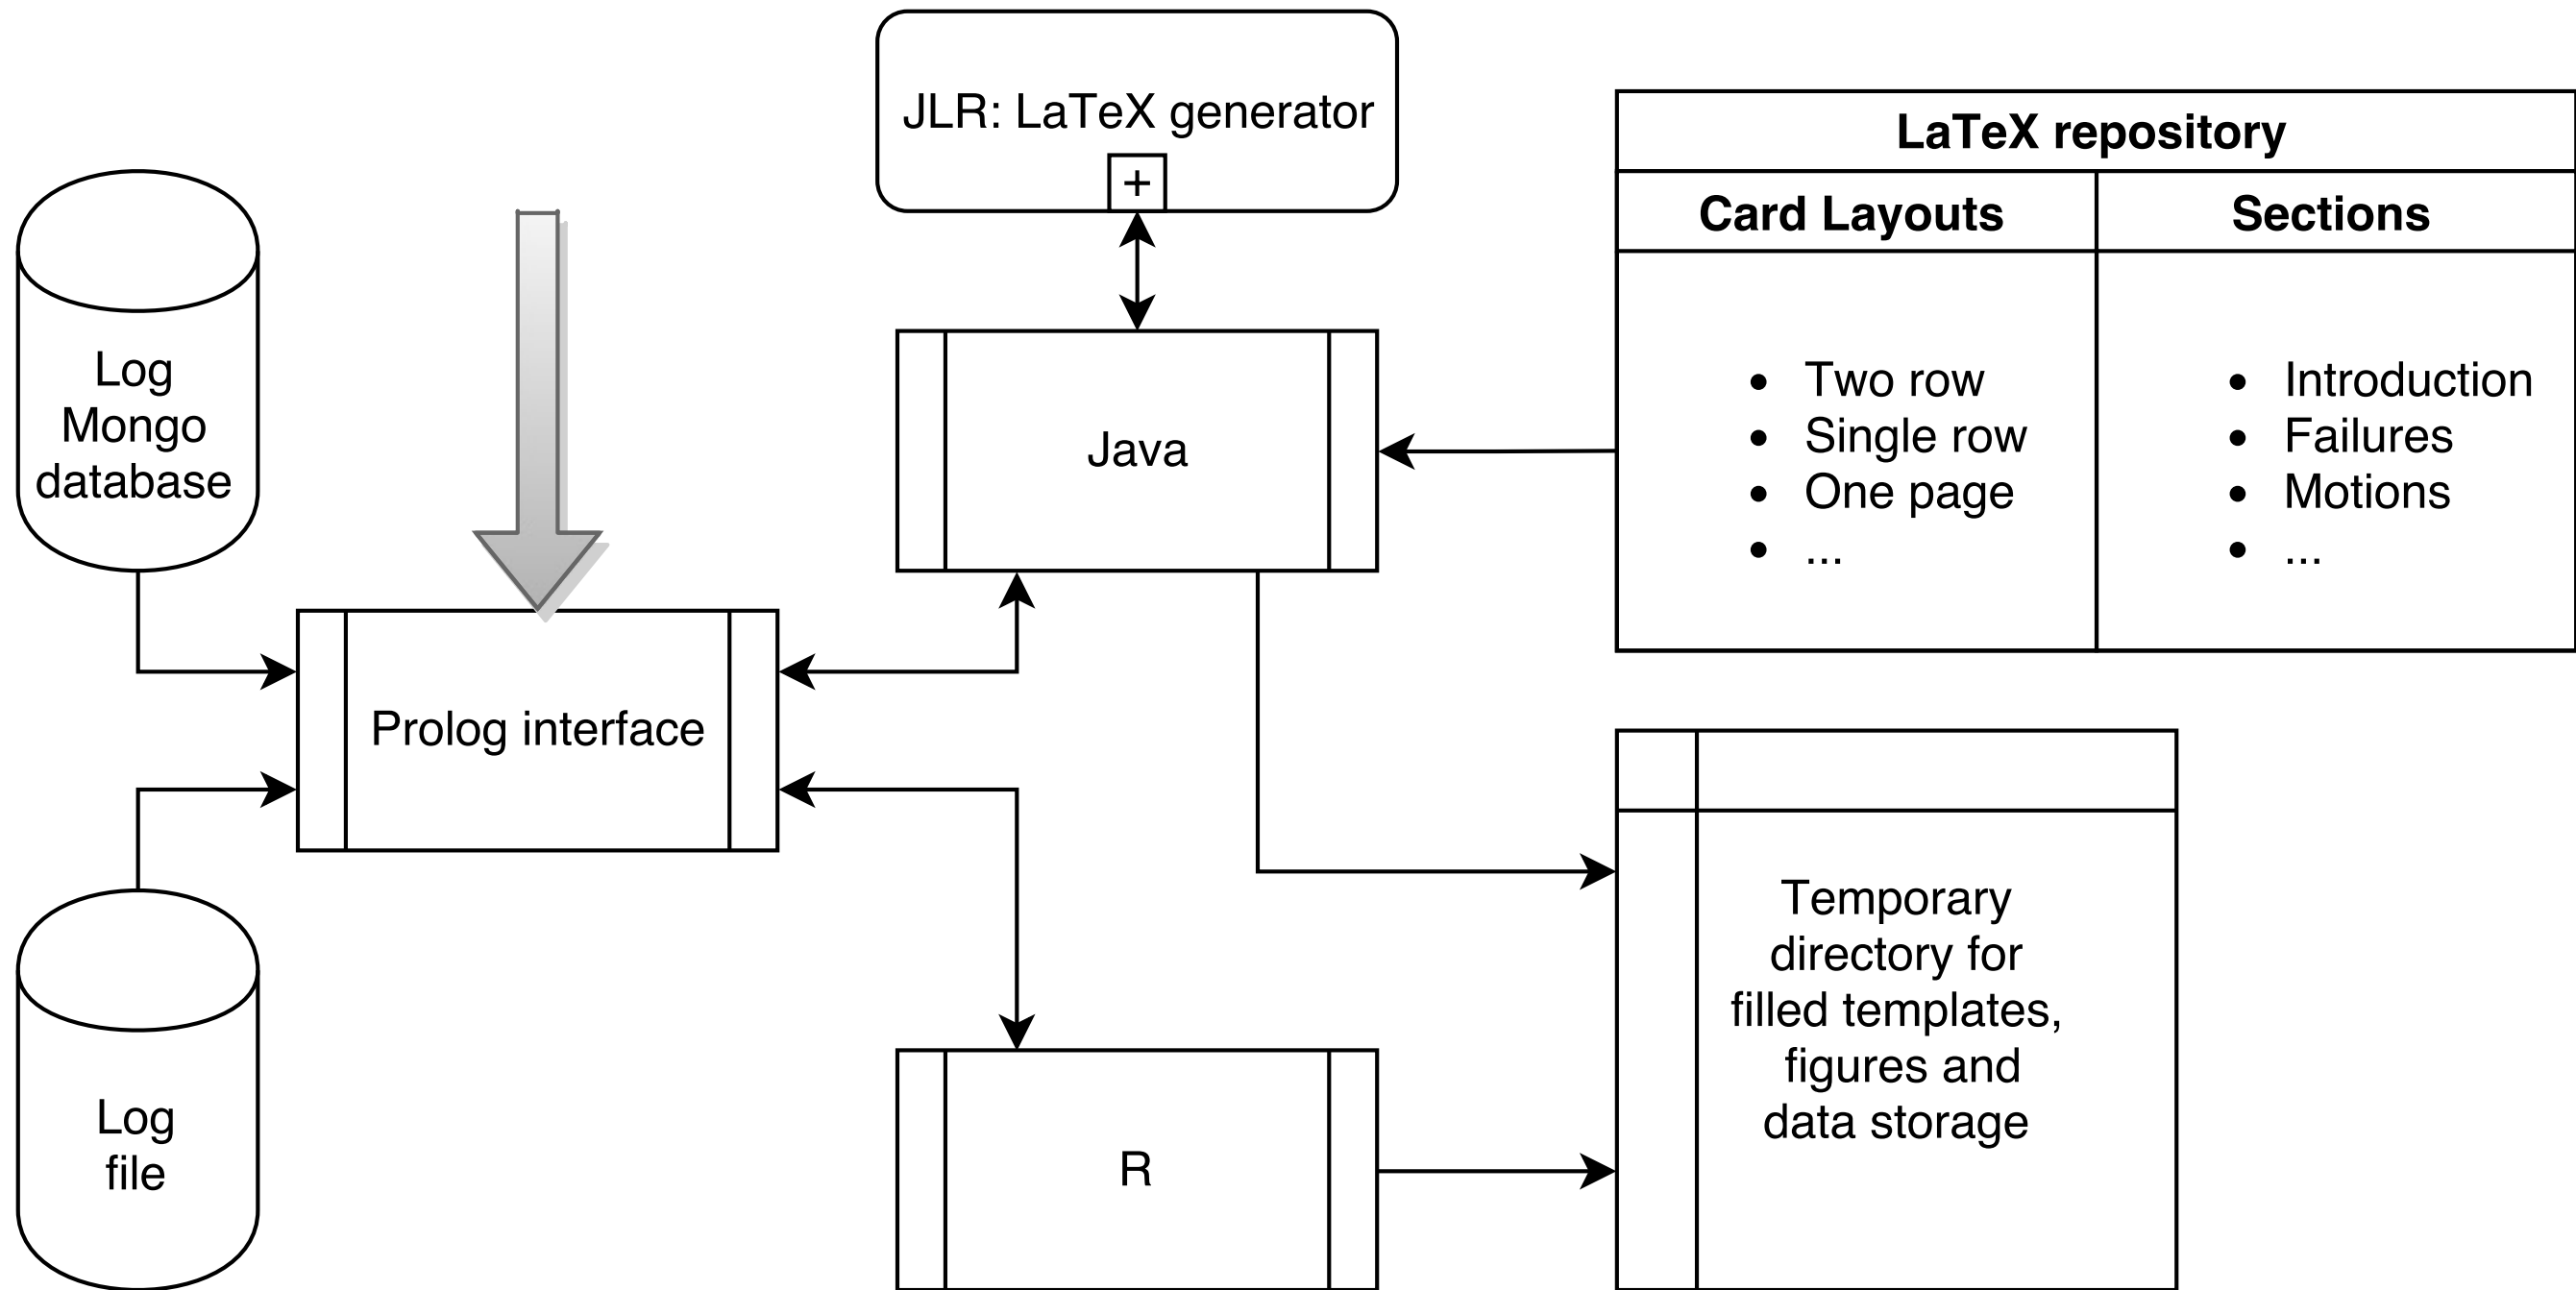 JLR: LaTeX generator
+
LaTeX repository
Card Layouts
Sections
• Two row
• Single row
• One page
• ...
• Introduction
• Failures
• Motions
• ...
Log
Mongo
database
Java
Prolog interface
Temporary
directory for
filled templates,
figures and
data storage
Log
file
R